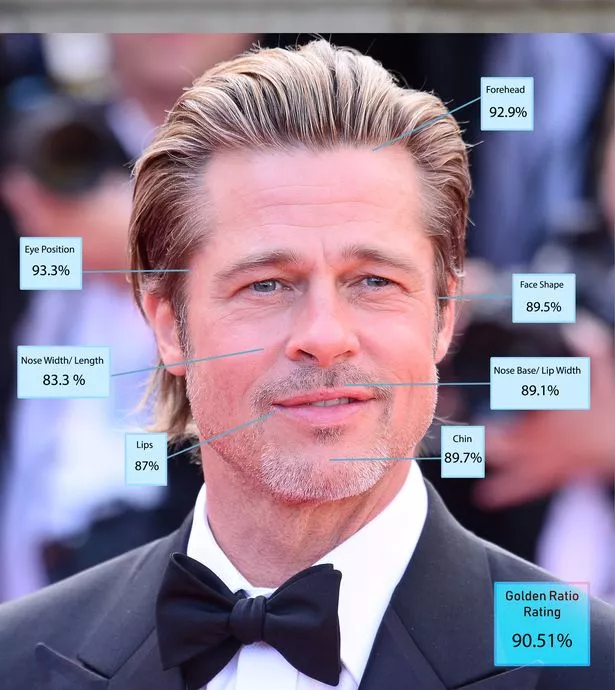 Forehead
92.9%
Eye Position
93.3%
Face Shape
89.5%
Nose Width/ Length
83.3 %
Nose Base/ Lip Width
89.1%
Lips
87%
Chin
89.7%
Golden Ratio
Rating
90.51%